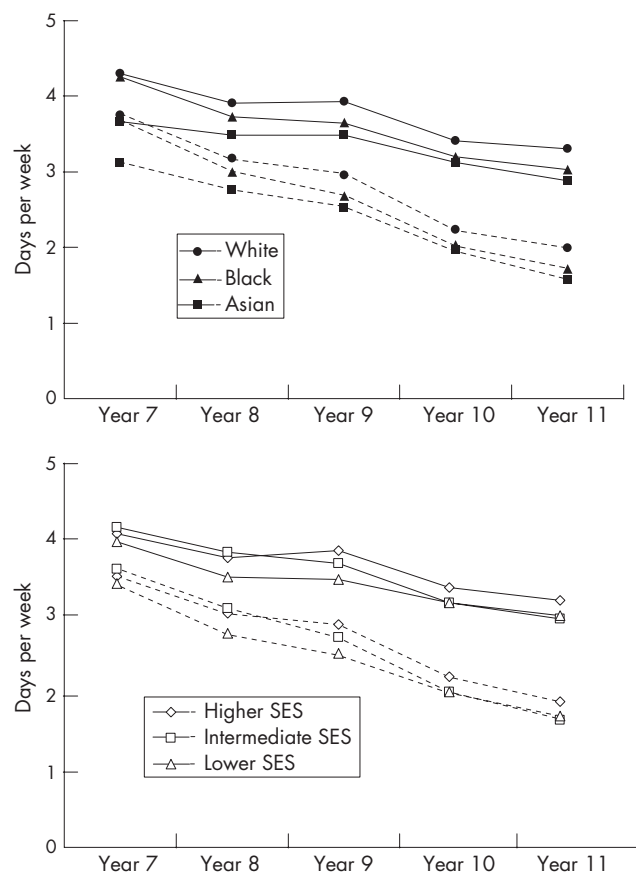 5
4
3
2
1
0
Days per week
White
Black
Asian
Year 7 Year 8 Year 9 Year 10 Year 11
5
4
3
2
1
0
Days per week
Higher SES
Intermediate SES
Lower SES
Year 7 Year 8 Year 9 Year 10 Year 11